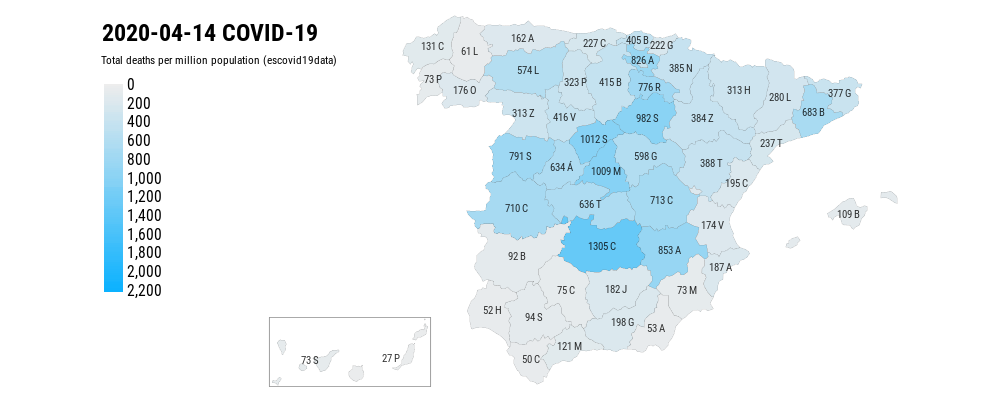 2020-04-14 COVID-19
Total deaths per million population (escovid19data)
0
200
400
600
800
1,000
1,200
1,400
1,600
1,800
2,000
2,200
131 C
61 L
162 A
227 C
405 B
222 G
73 P
176 O
574 L
323 P
415 B
826 A
385 N
776 R
313 H
280 L
377 G
683 B
313 Z
416 V
982 S
384 Z
237 T
1012 S
791 S
634 Á
1009 M
598 G
388 T
195 C
710 C
636 T
713 C
174 V
109 B
92 B
1305 C
853 A
187 A
52 H
94 S
75 C
182 J
73 M
198 G
53 A
121 M
50 C
73 S
27 P